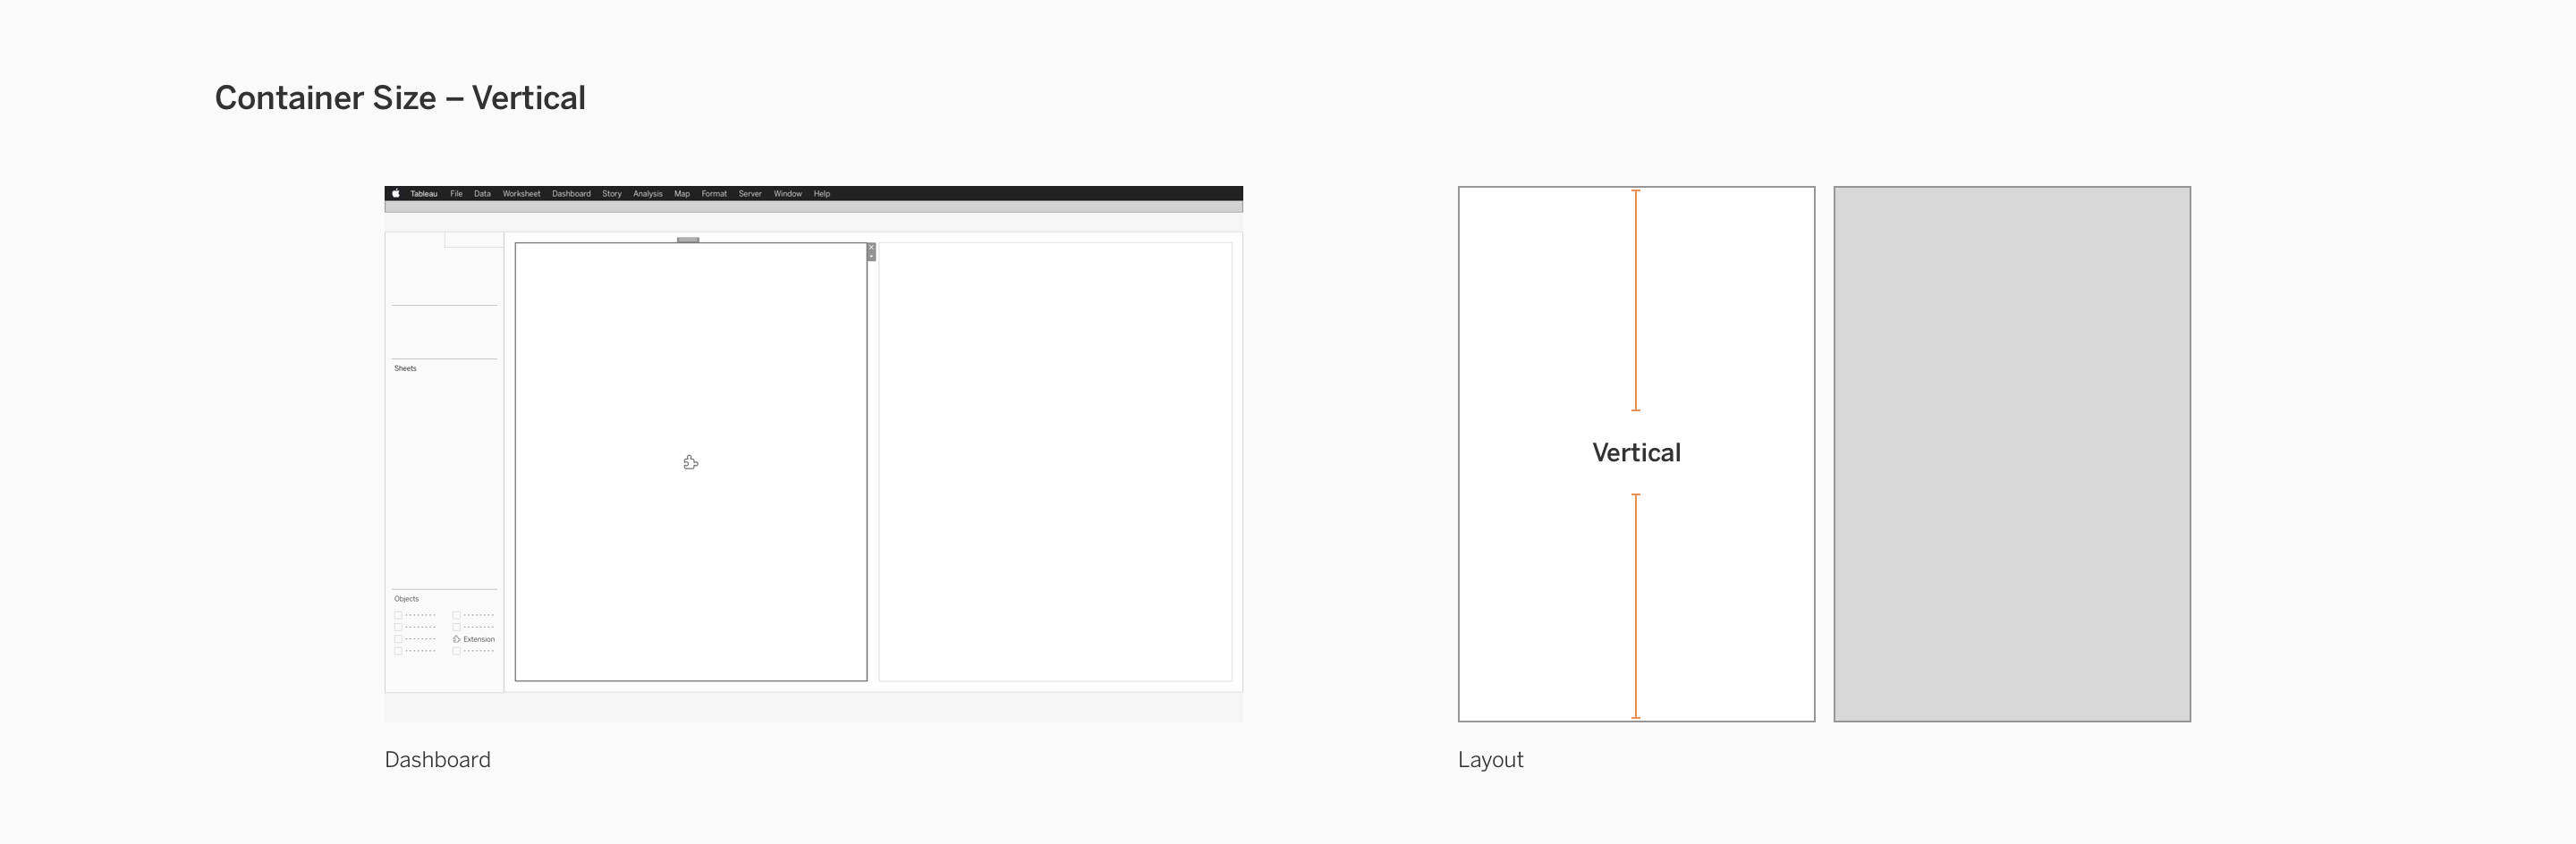 Container Size – Vertical
Tableau File Data Worksheet Dashboard Story Analysis Map Format Server Window Help
Sheets
Objects
Extension
Dashboard
Vertical
Layout